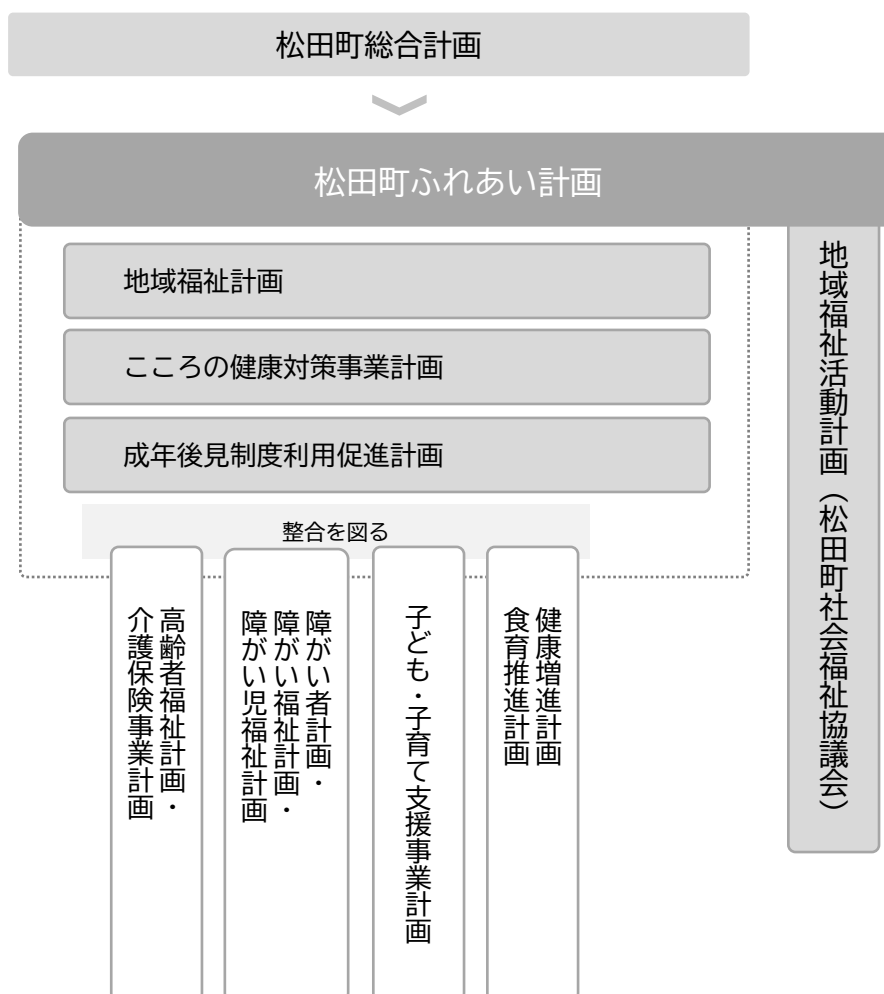 松田町総合計画
松田町ふれあい計画
地域福祉計画
こころの健康対策事業計画
成年後見制度利用促進計画
整合を図る
高齢者福祉計画・
介護保険事業計画
障がい者計画・
障がい福祉計画・
障がい児福祉計画
子ども・子育て支援事業計画
健康増進計画
食育推進計画
地域福祉活動計画（松田町社会福祉協議会）